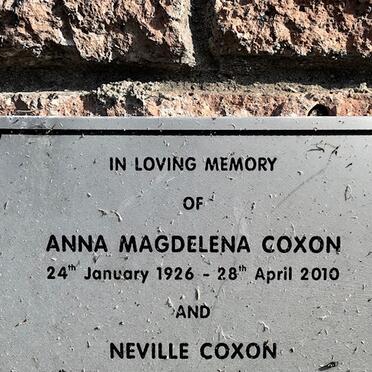 IN LOVING MEMORY
OF
ANNA MAGDELENA COXON
24th January 1926 - 28th April 2010
AND
NEVILLE COXON